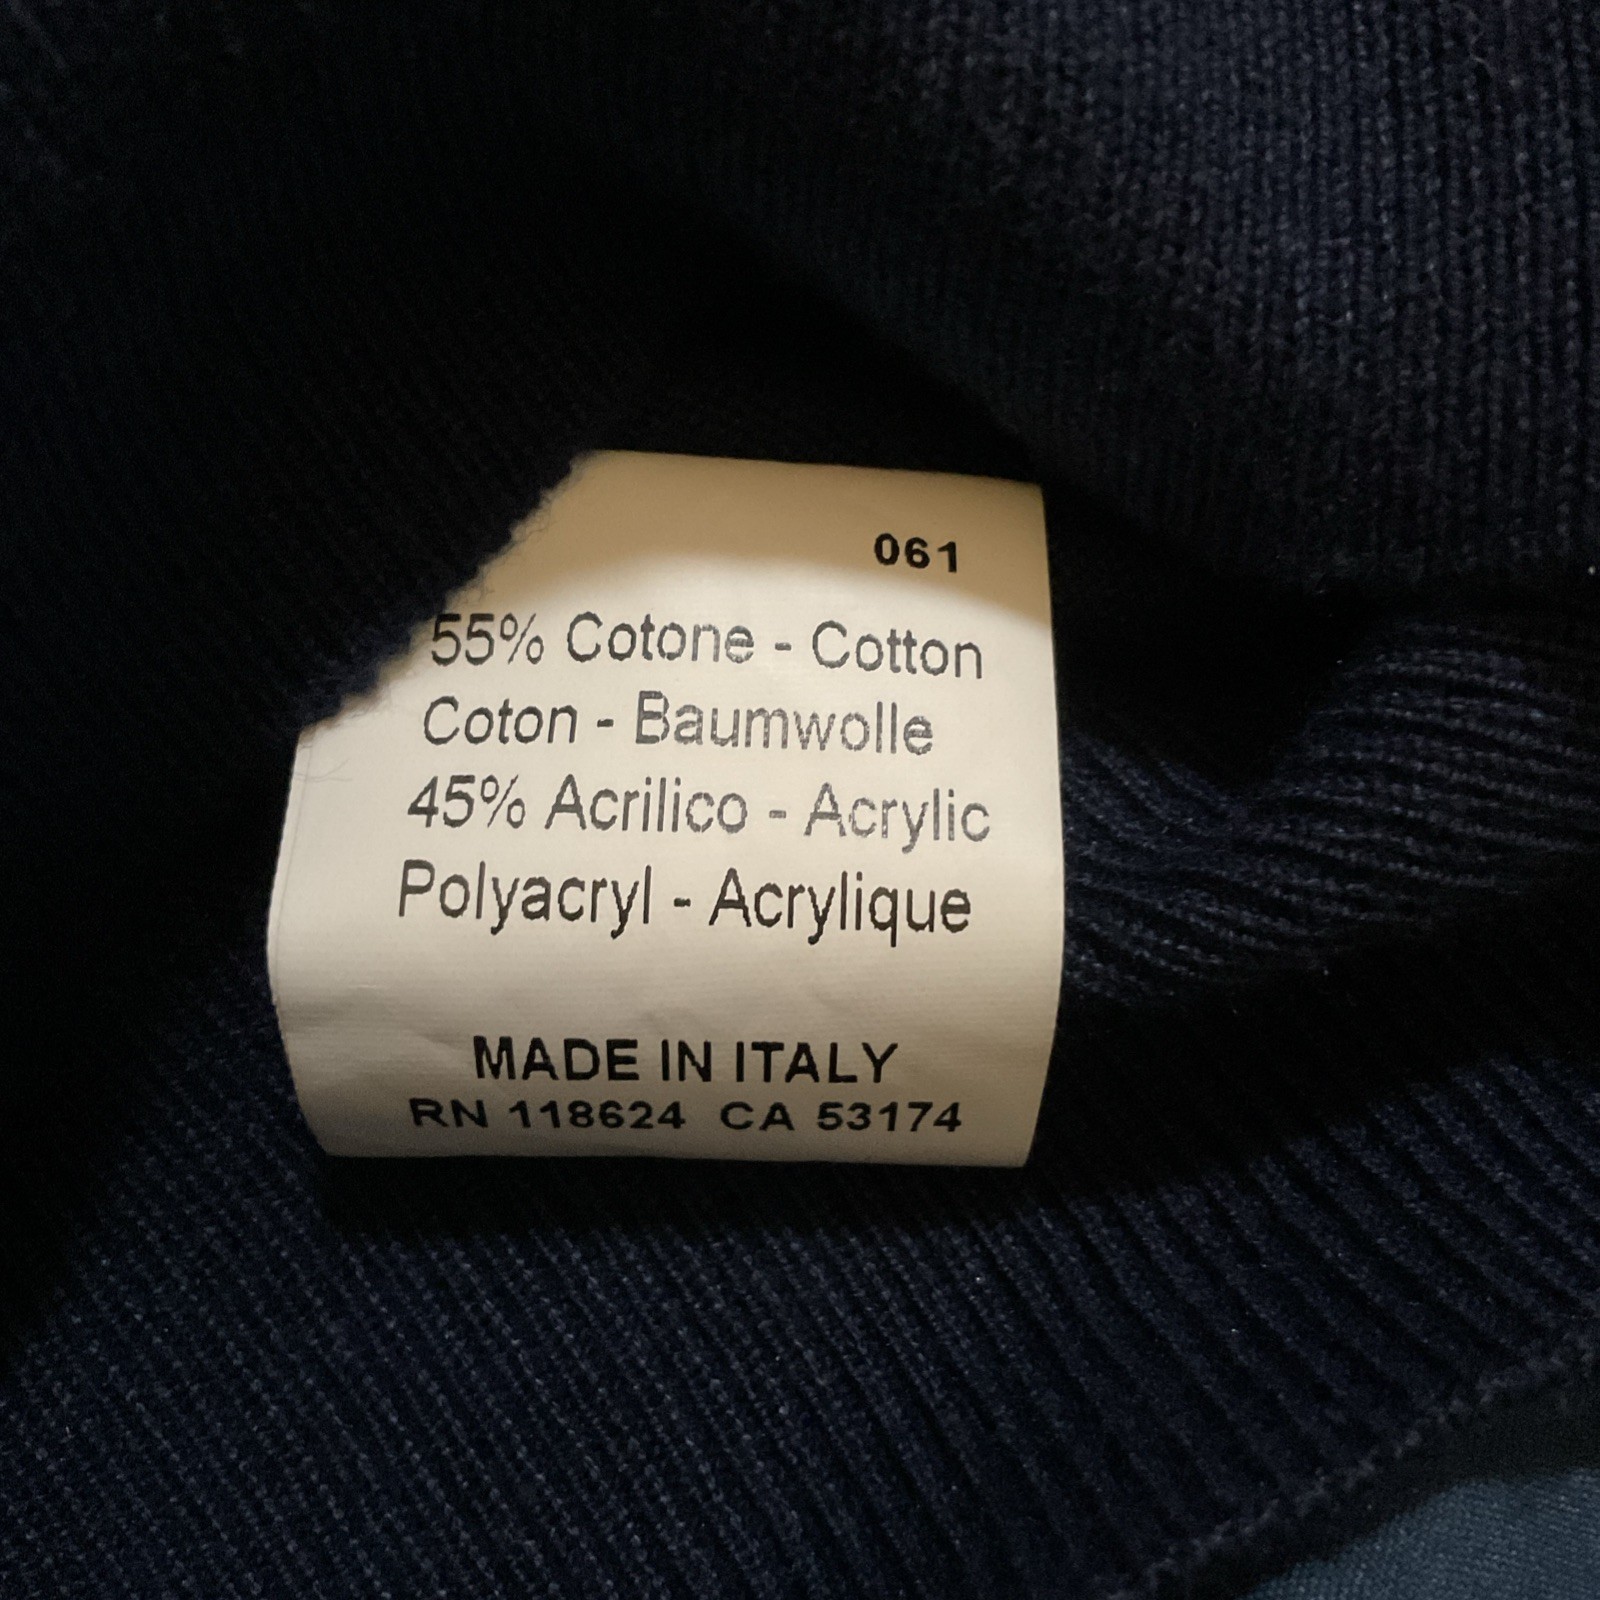 061
55% Cotone - Cotton
Coton - Baumwolle
45% Acrilico - Acrylic
Polyacryl - Acrylique
MADE IN ITALY
RN 118624 CA 53174